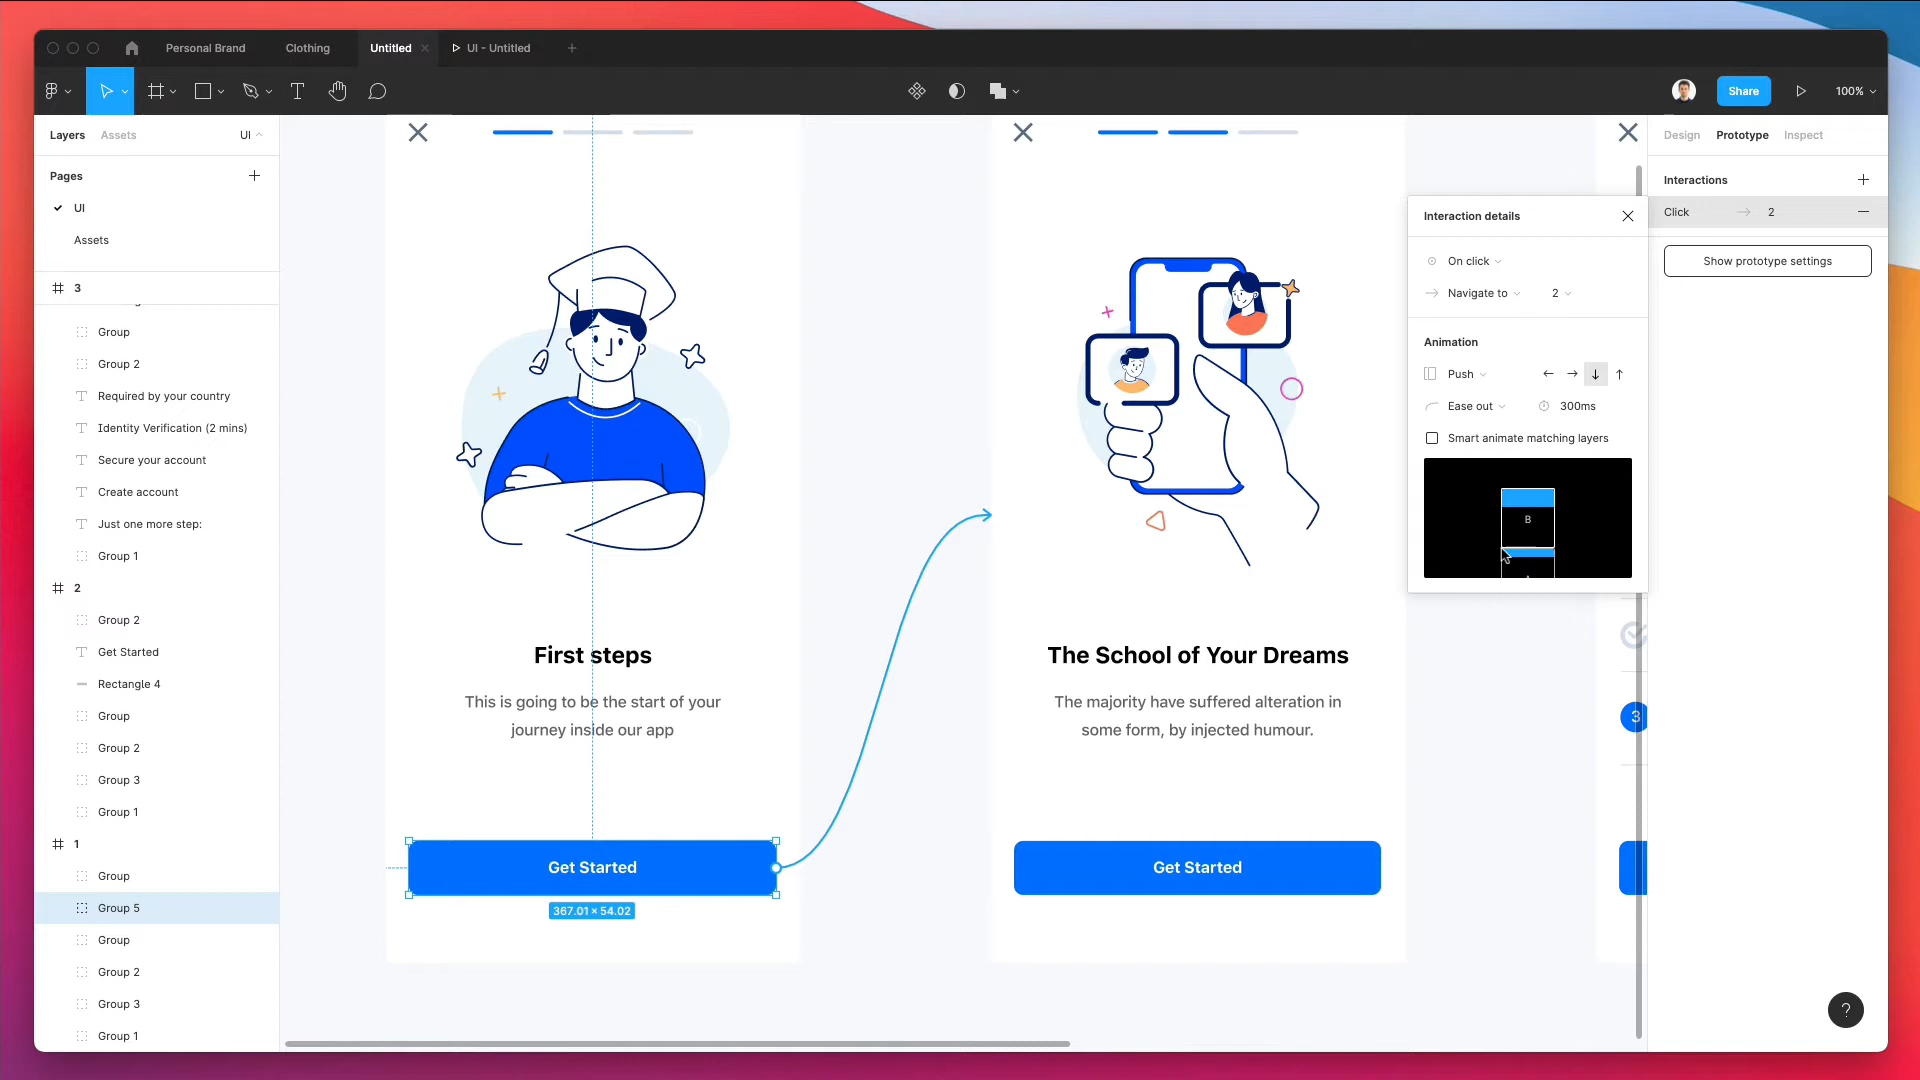 Personal Brand
Clothing
Untitled
UI - Untitled
Share
100%
Layers
Assets
UI
Pages
UI
Assets
3
Group
Group 2
Required by your country
Identity Verification (2 mins)
Secure your account
Create account
Just one more step:
Group 1
2
Group 2
Get Started
Rectangle 4
Group
Group 2
Group 3
Group 1
1
Group
Group 5
Group
Group 2
Group 3
Group 1
First steps
This is going to be the start of your
journey inside our app
Get Started
367.01 × 54.02
The School of Your Dreams
The majority have suffered alteration in
some form, by injected humour.
Get Started
3
Interaction details
On click
Navigate to
2
Animation
Push
Ease out
300ms
Smart animate matching layers
B
Design
Prototype
Inspect
Interactions
Click
2
Show prototype settings
?